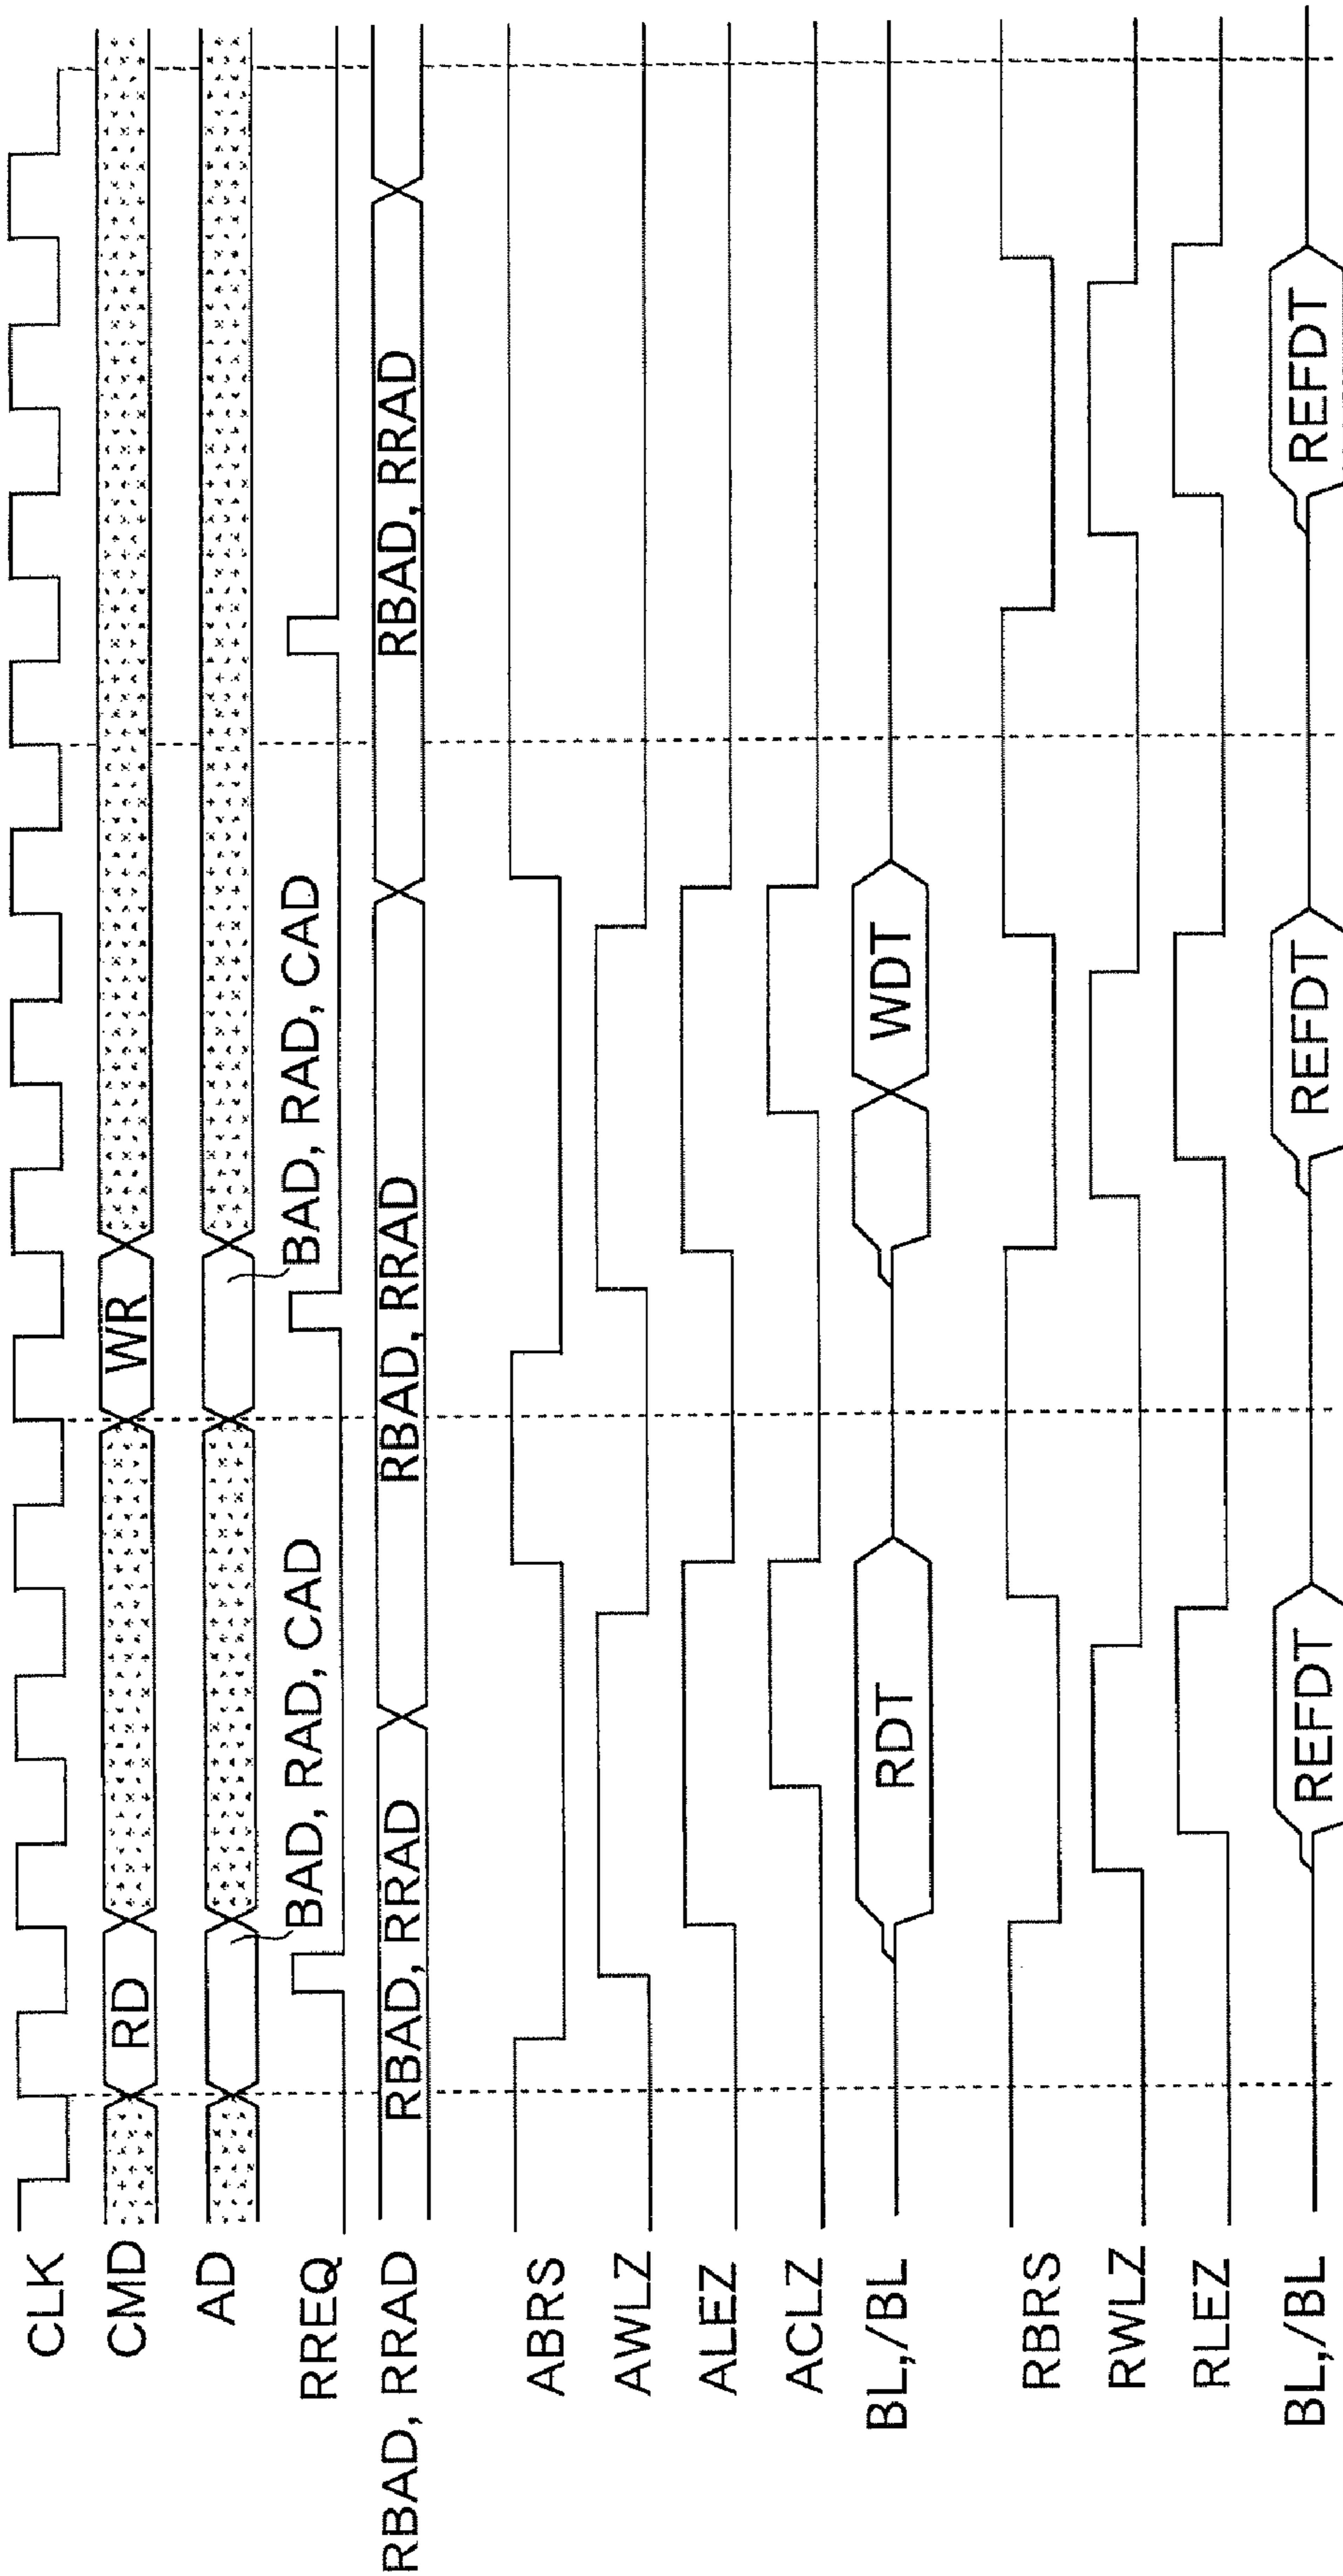 CLK
CMD RD WR
AD
BAD, RAD, CAD BAD, RAD, CAD
RREQ
RBAD, RRAD RBAD, RRAD RBAD, RRAD RBAD, RRAD
ABRS
AWLZ
ALEZ
ACLZ
BL,/BL RDT WDT
RBRS
RWLZ
RLEZ
BL,/BL REFDT REFDT REFDT